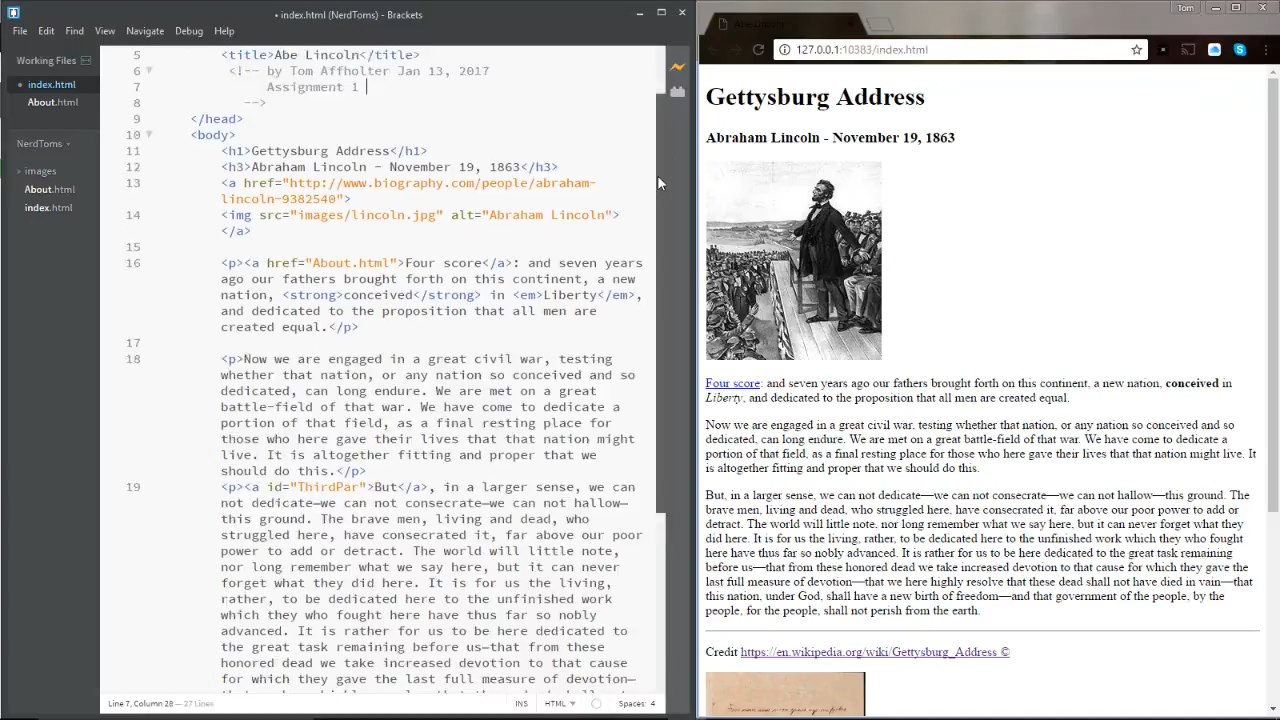 • index.html (NerdToms) - Brackets
File Edit Find View Navigate Debug Help
Working Files
• index.html
About.html
NerdToms
images
About.html
index.html
5 <title>Abe Lincoln</title>
6 <!-- by Tom Affholter Jan 13, 2017
7 Assignment 1
8 -->
9 </head>
10 <body>
11 <h1>Gettysburg Address</h1>
12 <h3>Abraham Lincoln - November 19, 1863</h3>
13 <a href="http://www.biography.com/people/abraham-
lincoln-9382540">
14 <img src="images/lincoln.jpg" alt="Abraham Lincoln">
</a>
15
16 <p><a href="About.html">Four score</a>: and seven years
ago our fathers brought forth on this continent, a new
nation, <strong>conceived</strong> in <em>Liberty</em>,
and dedicated to the proposition that all men are
created equal.</p>
17
18 <p>Now we are engaged in a great civil war, testing
whether that nation, or any nation so conceived and so
dedicated, can long endure. We are met on a great
battle-field of that war. We have come to dedicate a
portion of that field, as a final resting place for
those who here gave their lives that that nation might
live. It is altogether fitting and proper that we
should do this.</p>
19 <p><a id="ThirdPar">But</a>, in a larger sense, we can
not dedicate—we can not consecrate—we can not hallow—
this ground. The brave men, living and dead, who
struggled here, have consecrated it, far above our poor
power to add or detract. The world will little note,
nor long remember what we say here, but it can never
forget what they did here. It is for us the living,
rather, to be dedicated here to the unfinished work
which they who fought here have thus far so nobly
advanced. It is rather for us to be here dedicated to
the great task remaining before us—that from these
honored dead we take increased devotion to that cause
for which they gave the last full measure of devotion—
Line 7, Column 28 — 27 Lines
INS HTML Spaces: 4
Tom
Abe Lincoln
127.0.0.1:10383/index.html
Gettysburg Address
Abraham Lincoln - November 19, 1863
Four score: and seven years ago our fathers brought forth on this continent, a new nation, conceived in
Liberty, and dedicated to the proposition that all men are created equal.
Now we are engaged in a great civil war, testing whether that nation, or any nation so conceived and so
dedicated, can long endure. We are met on a great battle-field of that war. We have come to dedicate a
portion of that field, as a final resting place for those who here gave their lives that that nation might live. It
is altogether fitting and proper that we should do this.
But, in a larger sense, we can not dedicate—we can not consecrate—we can not hallow—this ground. The
brave men, living and dead, who struggled here, have consecrated it, far above our poor power to add or
detract. The world will little note, nor long remember what we say here, but it can never forget what they
did here. It is for us the living, rather, to be dedicated here to the unfinished work which they who fought
here have thus far so nobly advanced. It is rather for us to be here dedicated to the great task remaining
before us—that from these honored dead we take increased devotion to that cause for which they gave the
last full measure of devotion—that we here highly resolve that these dead shall not have died in vain—that
this nation, under God, shall have a new birth of freedom—and that government of the people, by the
people, for the people, shall not perish from the earth.
Credit https://en.wikipedia.org/wiki/Gettysburg_Address ©